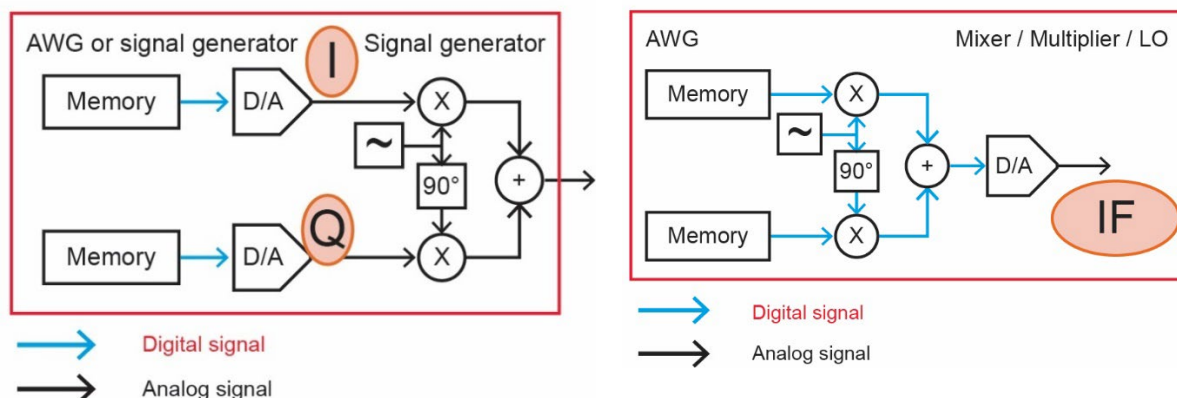 AWG or signal generator
Signal generator
I
Memory
D/A
X
~
90°
+
Q
Memory
D/A
X
Digital signal
Analog signal
AWG
Mixer / Multiplier / LO
Memory
X
~
90°
+
D/A
IF
Memory
X
Digital signal
Analog signal